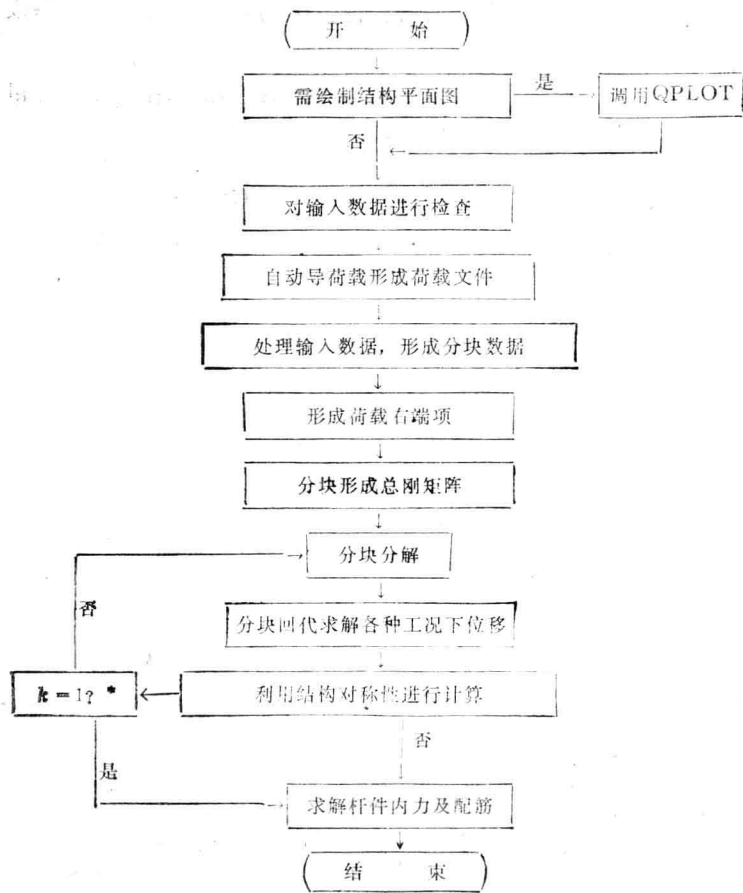 开 始
需绘制结构平面图
是
调用QPLOT
否
对输入数据进行检查
自动导荷载形成荷载文件
处理输入数据，形成分块数据
形成荷载右端项
分块形成总刚矩阵
分块分解
否
分块回代求解各种工况下位移
k=1? *
利用结构对称性进行计算
否
是
求解杆件内力及配筋
结 束